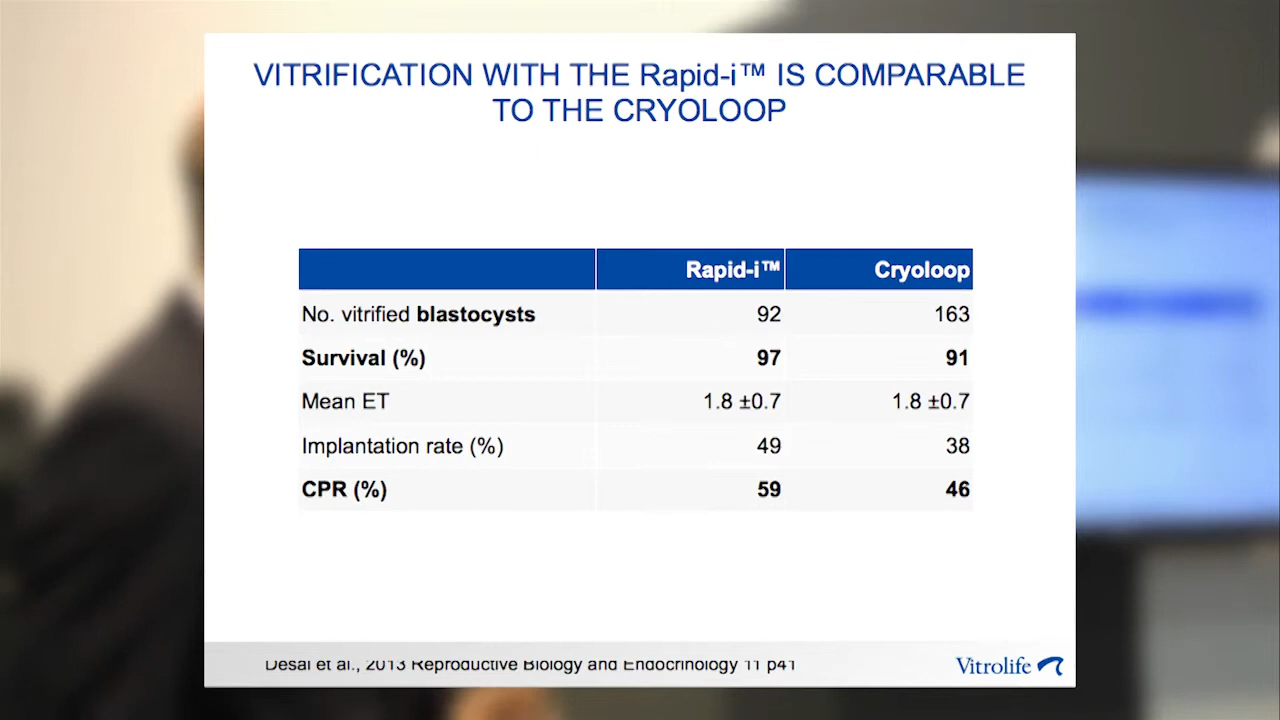 VITRIFICATION WITH THE Rapid-i™ IS COMPARABLE
TO THE CRYOLOOP
Rapid-i™ Cryoloop
No. vitrified blastocysts 92 163
Survival (%) 97 91
Mean ET 1.8 ±0.7 1.8 ±0.7
Implantation rate (%) 49 38
CPR (%) 59 46
Desai et al., 2013 Reproductive Biology and Endocrinology 11 p41
Vitrolife